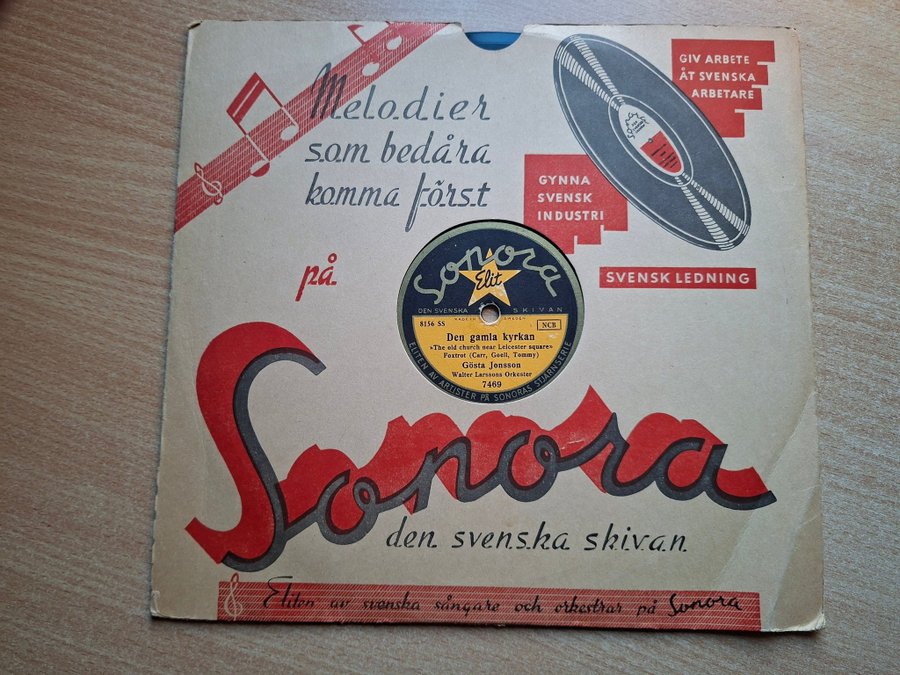 Melodier
som bedåra
komma först
på
GIV ARBETE
ÅT SVENSKA
ARBETARE
GYNNA
SVENSK
INDUSTRI
SVENSK LEDNING
Sonora
Elit
DEN SVENSKA SKIVAN
MADE IN SWEDEN
8156 SS
NCB
Den gamla kyrkan
»The old church near Leicester square»
Foxtrot (Carr, Goell, Tommy)
Gösta Jonsson
Walter Larssons Orkester
7469
ELITEN AV ARTISTER PÅ SONORAS STJÄRNSERIE
Sonora
den svenska skivan
Eliten av svenska sångare och orkestrar på Sonora